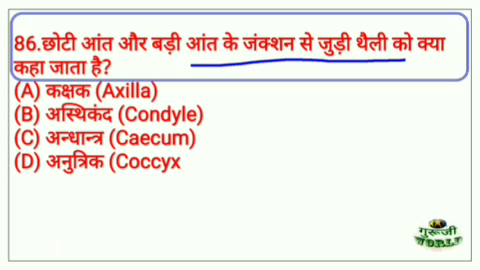 86.छोटी आंत और बड़ी आंत के जंक्शन से जुड़ी थैली को क्या
कहा जाता है?
(A) कक्षक (Axilla)
(B) अस्थिकंद (Condyle)
(C) अन्धान्त्र (Caecum)
(D) अनुत्रिक (Coccyx
गुरूजी
WORLD